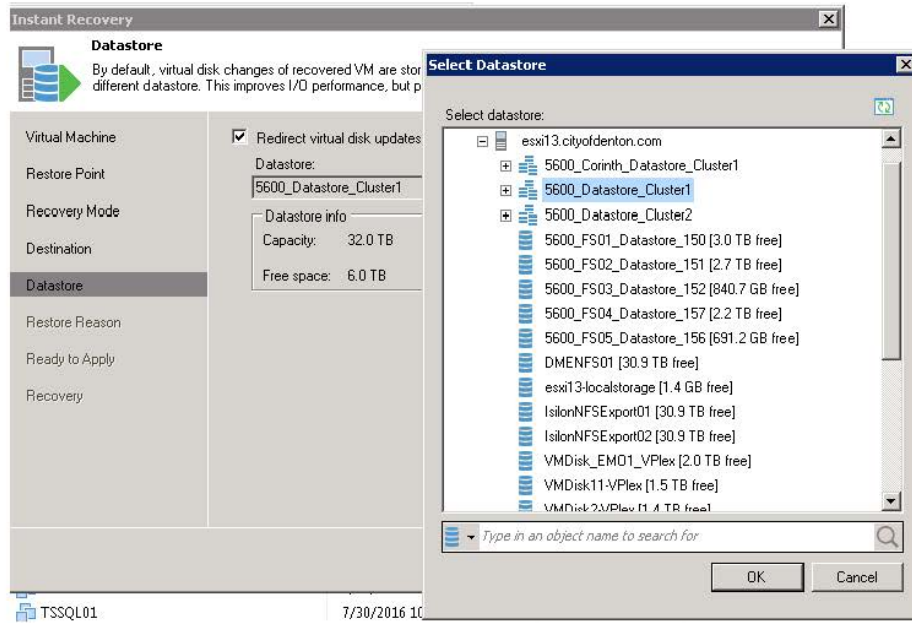 Instant Recovery
Datastore
By default, virtual disk changes of recovered VM are stor
different datastore. This improves I/O performance, but p
Virtual Machine
Restore Point
Recovery Mode
Destination
Datastore
Restore Reason
Ready to Apply
Recovery
Redirect virtual disk updates
Datastore:
5600_Datastore_Cluster1
Datastore info
Capacity: 32.0 TB
Free space: 6.0 TB
Select Datastore
Select datastore:
esxi13.cityofdenton.com
5600_Corinth_Datastore_Cluster1
5600_Datastore_Cluster1
5600_Datastore_Cluster2
5600_FS01_Datastore_150 [3.0 TB free]
5600_FS02_Datastore_151 [2.7 TB free]
5600_FS03_Datastore_152 [840.7 GB free]
5600_FS04_Datastore_157 [2.2 TB free]
5600_FS05_Datastore_156 [691.2 GB free]
DMENFS01 [30.9 TB free]
esxi13-localstorage [1.4 GB free]
IsilonNFSExport01 [30.9 TB free]
IsilonNFSExport02 [30.9 TB free]
VMDisk_EMO1_VPlex [2.0 TB free]
VMDisk11-VPlex [1.5 TB free]
VMDisk2-VPlex [1.4 TB free]
Type in an object name to search for
OK
Cancel
TSSQL01
7/30/2016 10